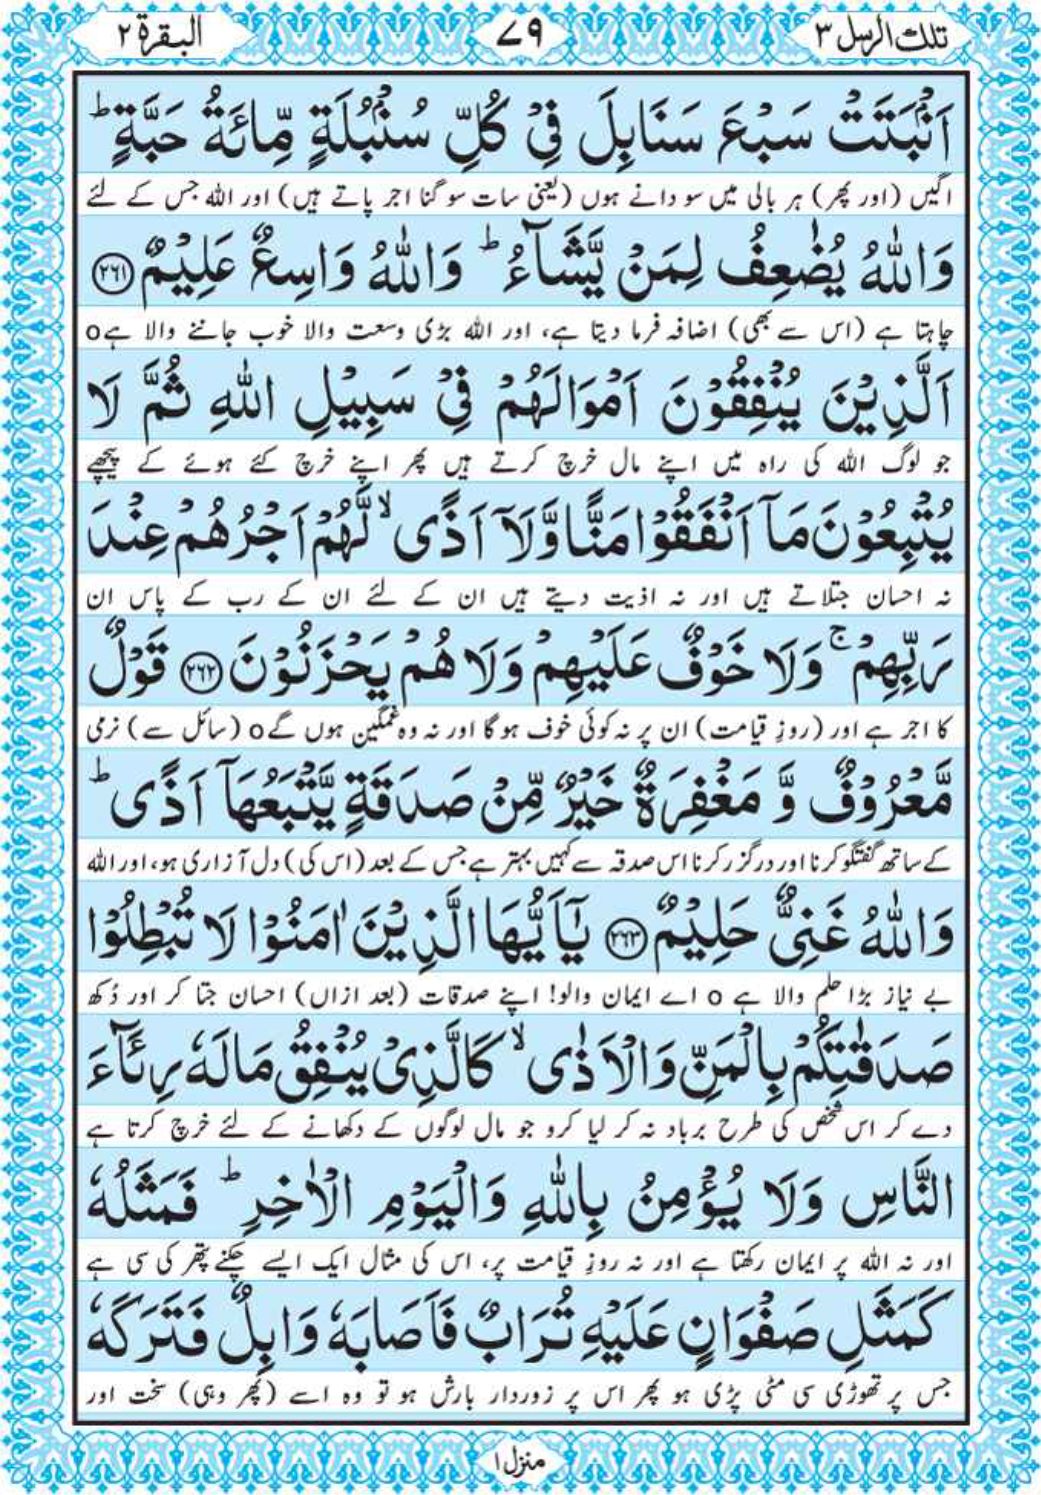 تلك الرسل ٣
٧٩
البقرة ٢
اَنْۢبَتَتْ سَبْعَ سَنَابِلَ فِیْ كُلِّ سُنْۢبُلَةٍ مِّائَةُ حَبَّةٍ ؕ
اگیں (اور پھر) ہر بالی میں سو دانے ہوں (یعنی سات سو گنا اجر پاتے ہیں) اور اللہ جس کے لئے
وَاللّٰهُ یُضٰعِفُ لِمَنْ یَّشَآءُ ؕ وَاللّٰهُ وَاسِعٌ عَلِیْمٌ ﴿۲۶۱﴾
چاہتا ہے (اس سے بھی) اضافہ فرما دیتا ہے، اور اللہ بڑی وسعت والا خوب جاننے والا ہے o
اَلَّذِیْنَ یُنْفِقُوْنَ اَمْوَالَهُمْ فِیْ سَبِیْلِ اللّٰهِ ثُمَّ لَا
جو لوگ اللہ کی راہ میں اپنے مال خرچ کرتے ہیں پھر اپنے خرچ کئے ہوئے کے پیچھے
یُتْبِعُوْنَ مَاۤ اَنْفَقُوْا مَنًّا وَّلَاۤ اَذًی ۙ لَّهُمْ اَجْرُهُمْ عِنْدَ
نہ احسان جتلاتے ہیں اور نہ اذیت دیتے ہیں ان کے لئے ان کے رب کے پاس ان
رَبِّهِمْ ۚ وَلَا خَوْفٌ عَلَیْهِمْ وَلَا هُمْ یَحْزَنُوْنَ ﴿۲۶۲﴾ قَوْلٌ
کا اجر ہے اور (روزِ قیامت) ان پر نہ کوئی خوف ہوگا اور نہ وہ غمگین ہوں گے o (سائل سے) نرمی
مَّعْرُوْفٌ وَّ مَغْفِرَةٌ خَیْرٌ مِّنْ صَدَقَةٍ یَّتْبَعُهَاۤ اَذًی ؕ
کے ساتھ گفتگو کرنا اور درگزر کرنا اس صدقہ سے کہیں بہتر ہے جس کے بعد (اس کی) دل آزاری ہو، اور اللہ
وَاللّٰهُ غَنِیٌّ حَلِیْمٌ ﴿۲۶۳﴾ یٰۤاَیُّهَا الَّذِیْنَ اٰمَنُوْا لَا تُبْطِلُوْا
بے نیاز بڑا حلم والا ہے o اے ایمان والو! اپنے صدقات (بعد ازاں) احسان جتا کر اور دُکھ
صَدَقٰتِكُمْ بِالْمَنِّ وَالْاَذٰی ۙ كَالَّذِیْ یُنْفِقُ مَالَهٗ رِئَآءَ
دے کر اس شخص کی طرح برباد نہ کر لیا کرو جو مال لوگوں کے دکھانے کے لئے خرچ کرتا ہے
النَّاسِ وَلَا یُؤْمِنُ بِاللّٰهِ وَالْیَوْمِ الْاٰخِرِ ؕ فَمَثَلُهٗ
اور نہ اللہ پر ایمان رکھتا ہے اور نہ روزِ قیامت پر، اس کی مثال ایک ایسے چکنے پتھر کی سی ہے
كَمَثَلِ صَفْوَانٍ عَلَیْهِ تُرَابٌ فَاَصَابَهٗ وَابِلٌ فَتَرَكَهٗ
جس پر تھوڑی سی مٹی پڑی ہو پھر اس پر زوردار بارش ہو تو وہ اسے (پھر وہی) سخت اور
منزل ١